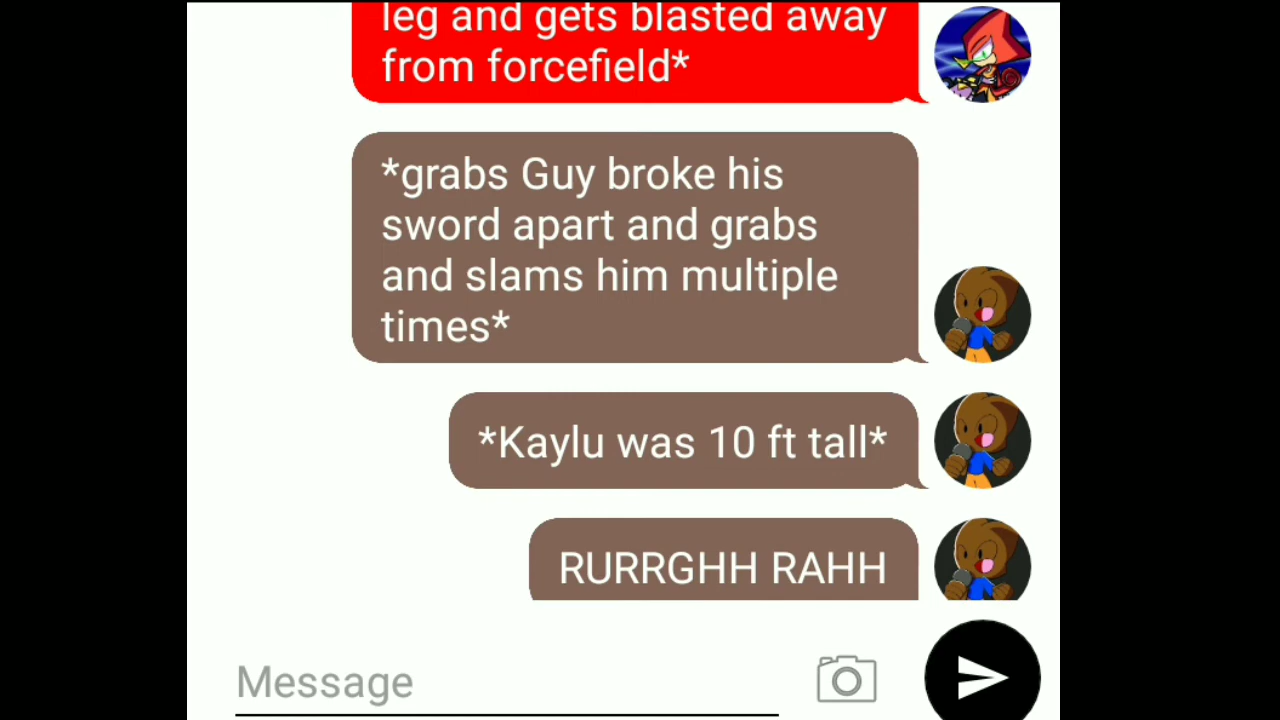 leg and gets blasted away
from forcefield*
*grabs Guy broke his
sword apart and grabs
and slams him multiple
times*
*Kaylu was 10 ft tall*
RURRGHH RAHH
Message